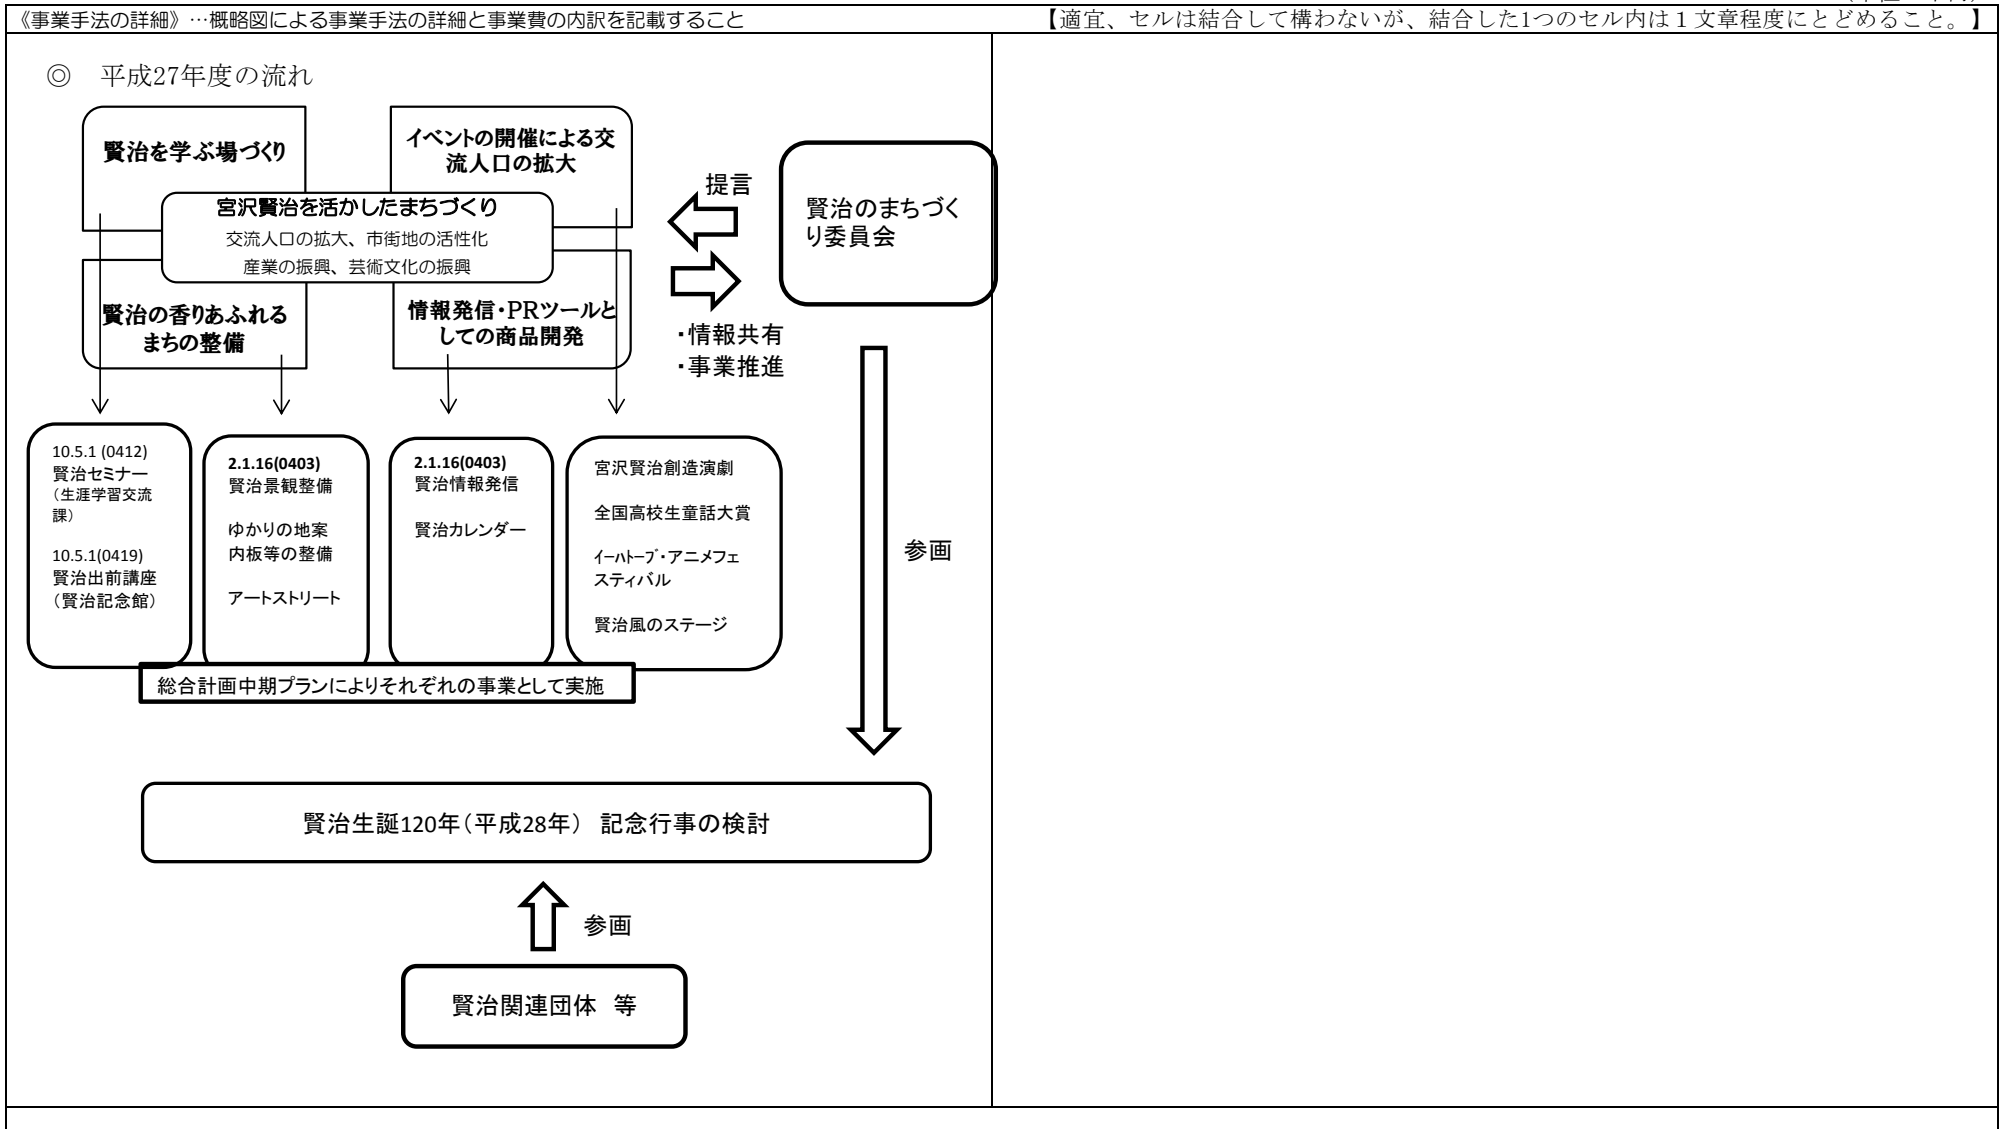 《事業手法の詳細》…概略図による事業手法の詳細と事業費の内訳を記載すること
【適宜、セルは結合して構わないが、結合した1つのセル内は１文章程度にとどめること。】
◎　平成27年度の流れ
賢治を学ぶ場づくり
イベントの開催による交
流人口の拡大
宮沢賢治を活かしたまちづくり
交流人口の拡大、市街地の活性化
産業の振興、芸術文化の振興
賢治の香りあふれる
まちの整備
情報発信・PRツールと
しての商品開発
提言
・情報共有
・事業推進
賢治のまちづく
り委員会
10.5.1 (0412)
賢治セミナー
（生涯学習交流
課）
10.5.1(0419)
賢治出前講座
（賢治記念館）
2.1.16(0403)
賢治景観整備
ゆかりの地案
内板等の整備
アートストリート
2.1.16(0403)
賢治情報発信
賢治カレンダー
宮沢賢治創造演劇
全国高校生童話大賞
ｲｰﾊﾄｰﾌﾞ・アニメフェ
スティバル
賢治風のステージ
総合計画中期プランによりそれぞれの事業として実施
参画
賢治生誕120年（平成28年）　記念行事の検討
参画
賢治関連団体　等